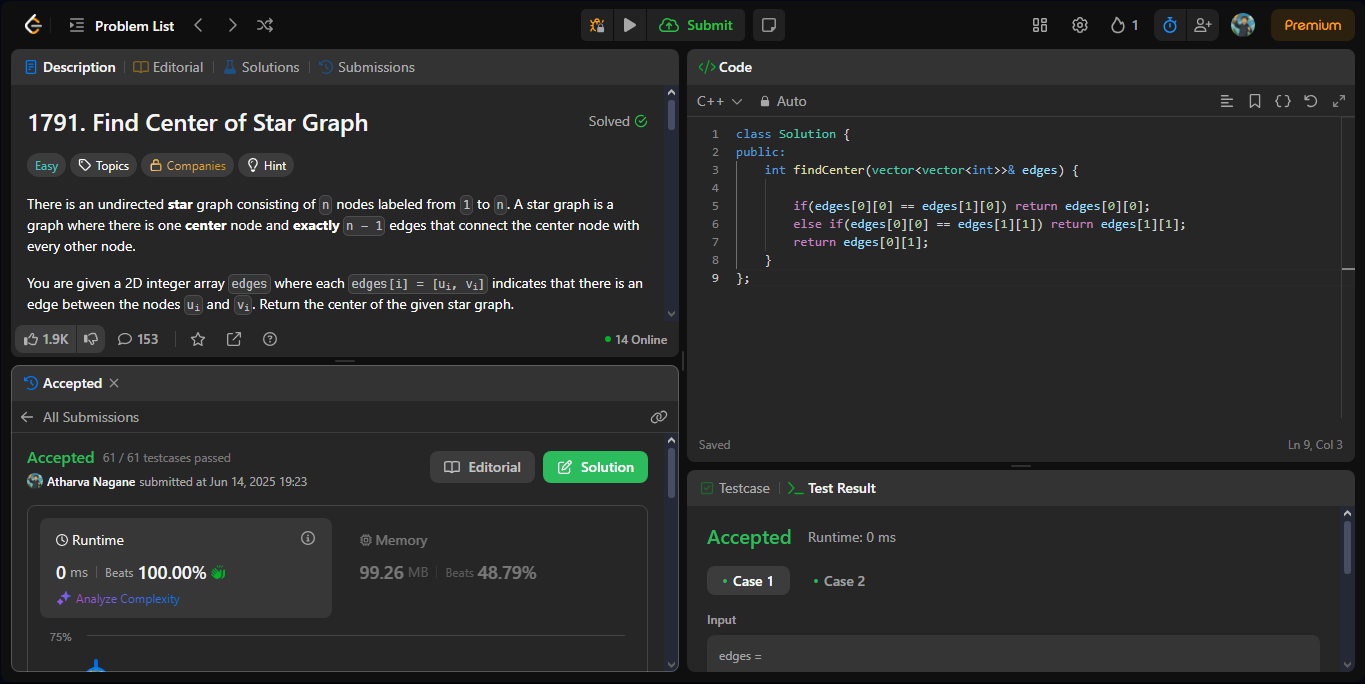 Problem List
Submit
1
Premium
Description
Editorial
Solutions
Submissions
1791. Find Center of Star Graph
Solved
Easy
Topics
Companies
Hint
There is an undirected star graph consisting of n nodes labeled from 1 to n. A star graph is a
graph where there is one center node and exactly n - 1 edges that connect the center node with
every other node.
You are given a 2D integer array edges where each edges[i] = [ui, vi] indicates that there is an
edge between the nodes ui and vi. Return the center of the given star graph.
1.9K
153
14 Online
Accepted
All Submissions
Accepted 61 / 61 testcases passed
Atharva Nagane submitted at Jun 14, 2025 19:23
Editorial
Solution
Runtime
0 ms | Beats 100.00%
Analyze Complexity
Memory
99.26 MB | Beats 48.79%
75%
</> Code
C++
Auto
1 class Solution {
2 public:
3 int findCenter(vector<vector<int>>& edges) {
4
5 if(edges[0][0] == edges[1][0]) return edges[0][0];
6 else if(edges[0][0] == edges[1][1]) return edges[1][1];
7 return edges[0][1];
8 }
9 };
Saved
Ln 9, Col 3
Testcase
Test Result
Accepted Runtime: 0 ms
Case 1
Case 2
Input
edges =